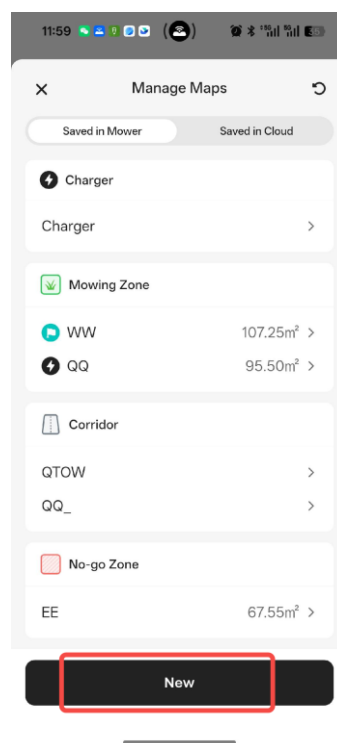 11:59
Manage Maps
Saved in Mower
Saved in Cloud
Charger
Charger
Mowing Zone
WW 107.25m²
QQ 95.50m²
Corridor
QTOW
QQ_
No-go Zone
EE 67.55m²
New